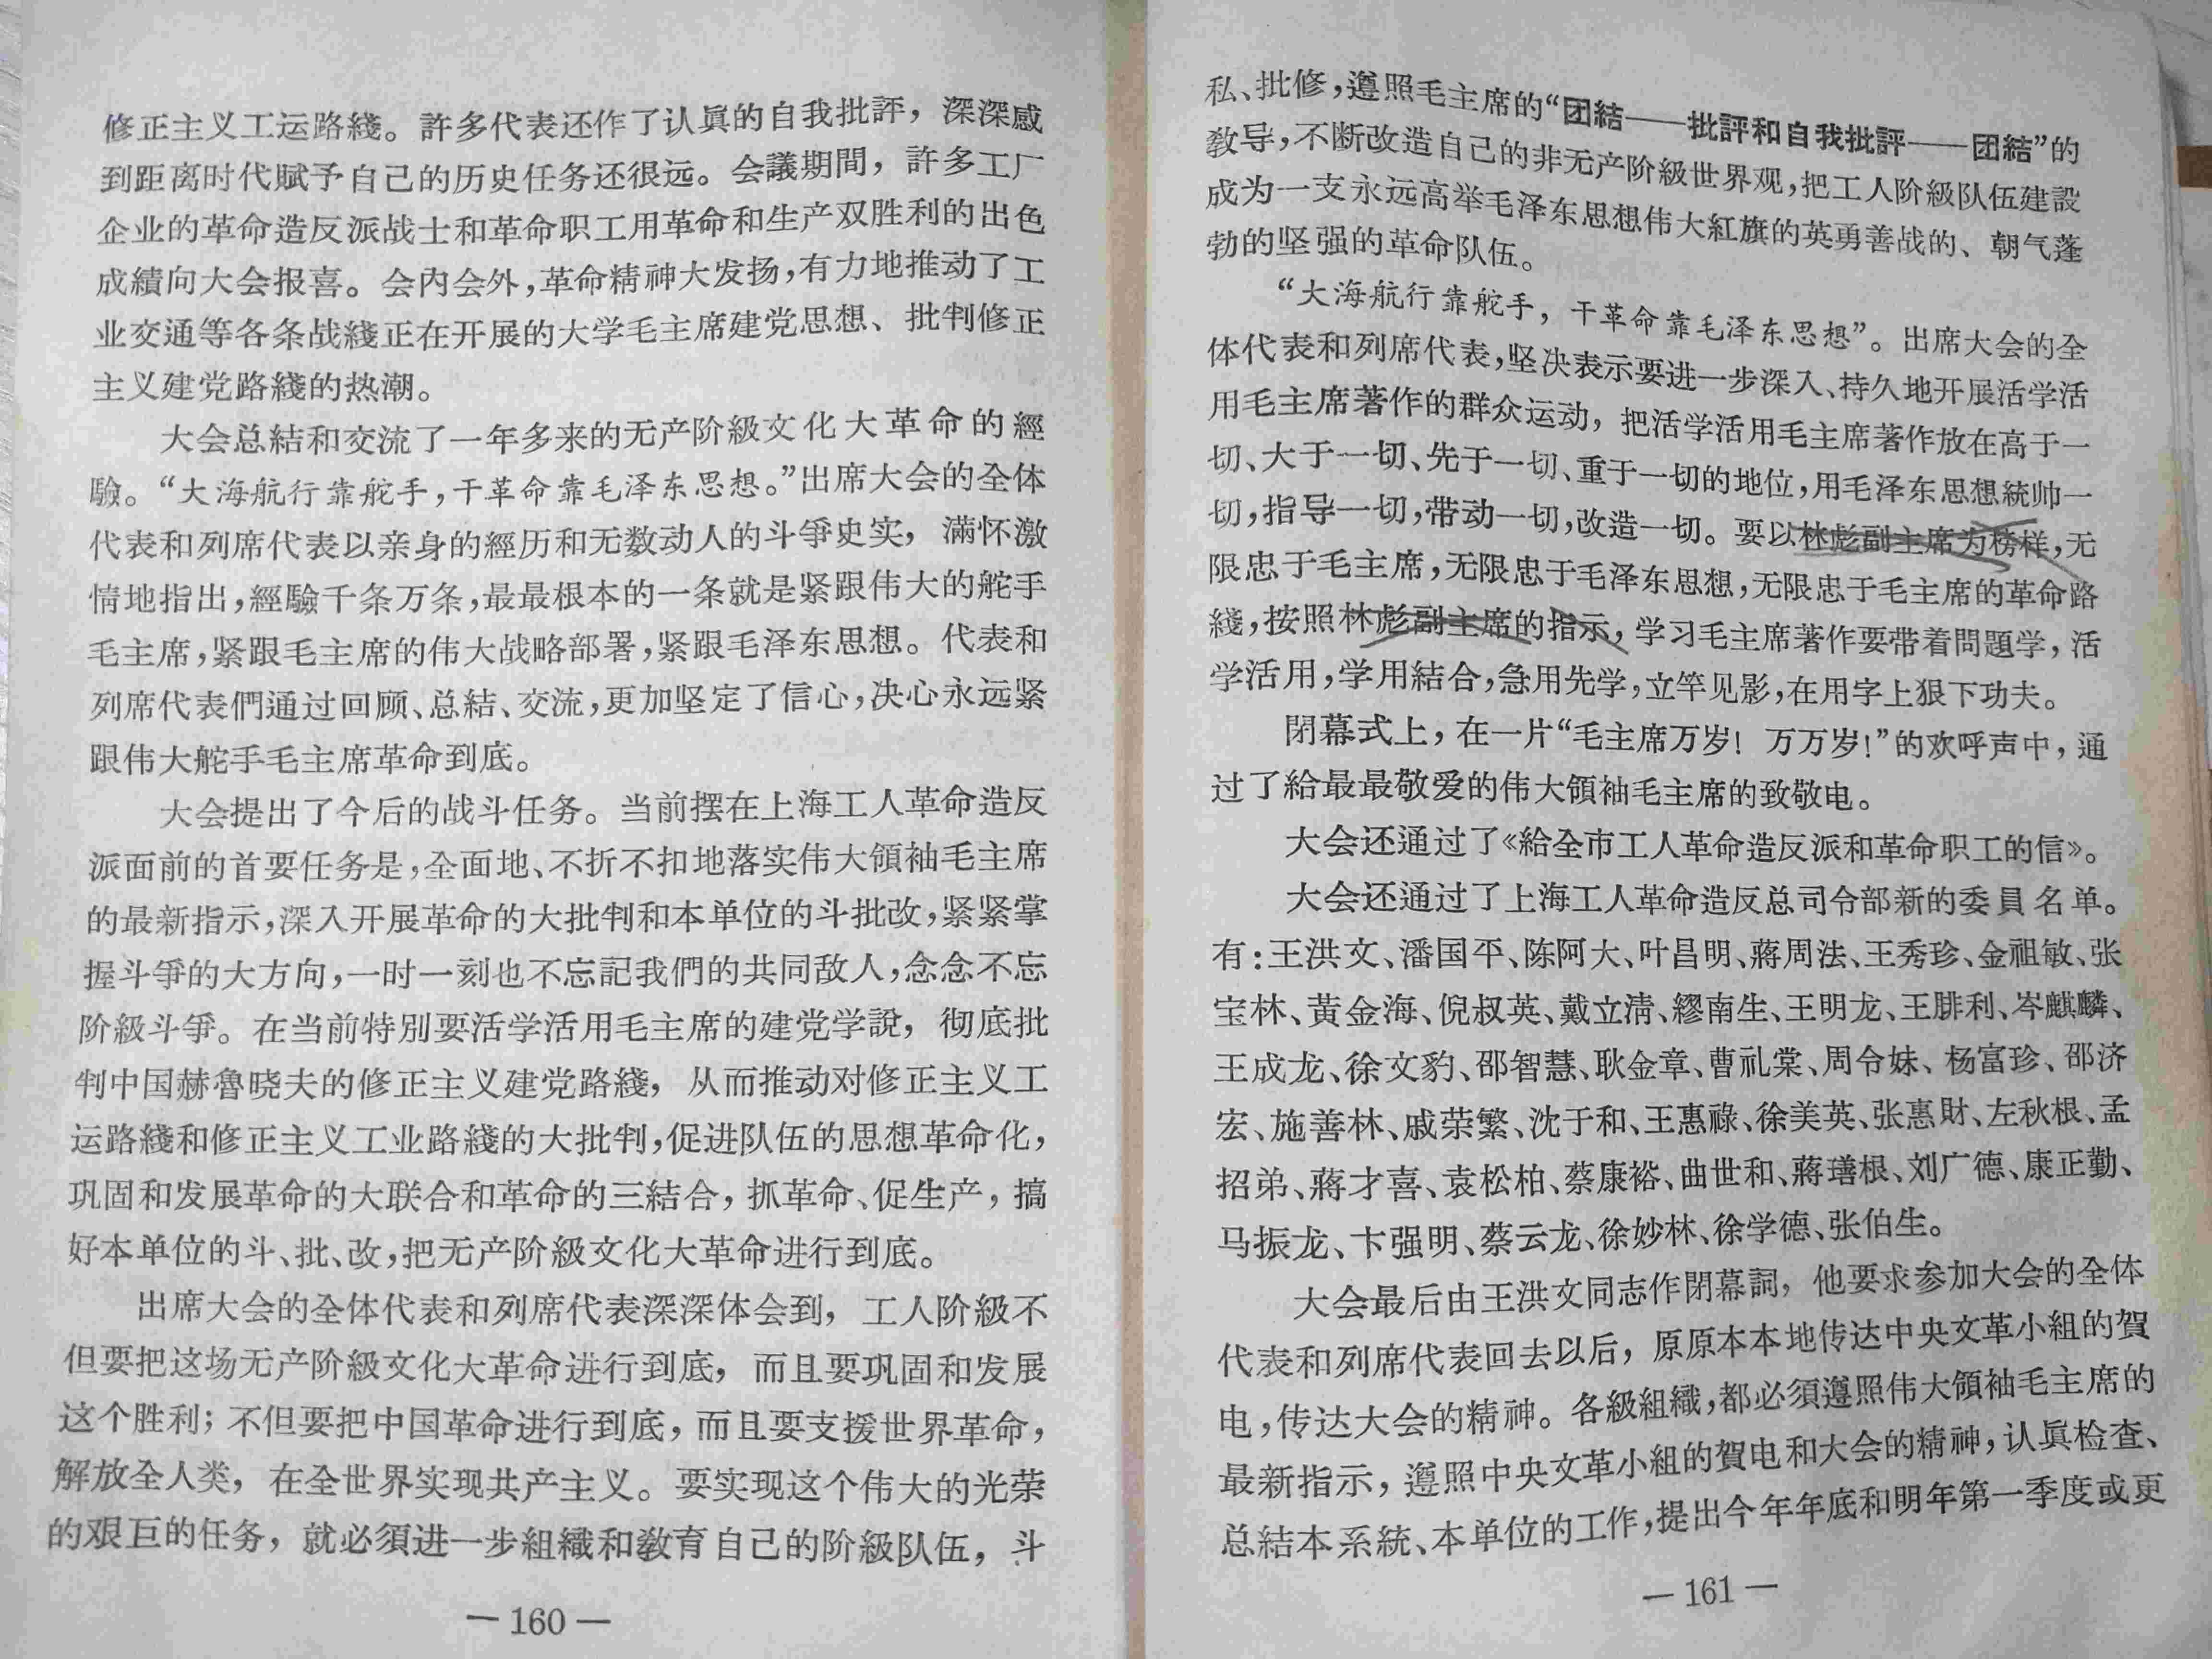 修正主义工运路綫。許多代表还作了认眞的自我批評，深深感
到距离时代賦予自己的历史任务还很远。会議期間，許多工厂
企业的革命造反派战士和革命职工用革命和生产双胜利的出色
成績向大会报喜。会內会外，革命精神大发扬，有力地推动了工
业交通等各条战綫正在开展的大学毛主席建党思想、批判修正
主义建党路綫的热潮。
大会总結和交流了一年多来的无产阶級文化大革命的經
驗。“大海航行靠舵手，干革命靠毛泽东思想。”出席大会的全体
代表和列席代表以亲身的經历和无数动人的斗爭史实，滿怀激
情地指出，經驗千条万条，最最根本的一条就是紧跟伟大的舵手
毛主席，紧跟毛主席的伟大战略部署，紧跟毛泽东思想。代表和
列席代表們通过回顾、总結、交流，更加坚定了信心，决心永远紧
跟伟大舵手毛主席革命到底。
大会提出了今后的战斗任务。当前摆在上海工人革命造反
派面前的首要任务是，全面地、不折不扣地落实伟大領袖毛主席
的最新指示，深入开展革命的大批判和本单位的斗批改，紧紧掌
握斗爭的大方向，一时一刻也不忘記我們的共同敌人，念念不忘
阶級斗爭。在当前特別要活学活用毛主席的建党学說，彻底批
判中国赫魯晓夫的修正主义建党路綫，从而推动对修正主义工
运路綫和修正主义工业路綫的大批判，促进队伍的思想革命化，
巩固和发展革命的大联合和革命的三結合，抓革命、促生产，搞
好本单位的斗、批、改，把无产阶級文化大革命进行到底。
出席大会的全体代表和列席代表深深体会到，工人阶級不
但要把这场无产阶級文化大革命进行到底，而且要巩固和发展
这个胜利；不但要把中国革命进行到底，而且要支援世界革命，
解放全人类，在全世界实现共产主义。要实现这个伟大的光荣
的艰巨的任务，就必須进一步組織和敎育自己的阶級队伍，斗
— 160 —
私、批修，遵照毛主席的“团結——批評和自我批評——团結”的
敎导，不断改造自己的非无产阶級世界观，把工人阶級队伍建設
成为一支永远高举毛泽东思想伟大紅旗的英勇善战的、朝气蓬
勃的坚强的革命队伍。
“大海航行靠舵手，干革命靠毛泽东思想”。出席大会的全
体代表和列席代表，坚决表示要进一步深入、持久地开展活学活
用毛主席著作的群众运动，把活学活用毛主席著作放在高于一
切、大于一切、先于一切、重于一切的地位，用毛泽东思想統帅一
切，指导一切，带动一切，改造一切。要以林彪副主席为榜样，无
限忠于毛主席，无限忠于毛泽东思想，无限忠于毛主席的革命路
綫，按照林彪副主席的指示，学习毛主席著作要带着問題学，活
学活用，学用結合，急用先学，立竿见影，在用字上狠下功夫。
閉幕式上，在一片“毛主席万岁！万万岁！”的欢呼声中，通
过了給最最敬爱的伟大領袖毛主席的致敬电。
大会还通过了《給全市工人革命造反派和革命职工的信》。
大会还通过了上海工人革命造反总司令部新的委員名单。
有：王洪文、潘国平、陈阿大、叶昌明、蔣周法、王秀珍、金祖敏、张
宝林、黃金海、倪叔英、戴立淸、繆南生、王明龙、王腓利、岑麒麟、
王成龙、徐文豹、邵智慧、耿金章、曹礼棠、周令妹、杨富珍、邵济
宏、施善林、戚荣繁、沈于和、王惠祿、徐美英、张惠財、左秋根、孟
招弟、蔣才喜、袁松柏、蔡康裕、曲世和、蔣璔根、刘广德、康正勤、
马振龙、卞强明、蔡云龙、徐妙林、徐学德、张伯生。
大会最后由王洪文同志作閉幕詞，他要求参加大会的全体
代表和列席代表回去以后，原原本本地传达中央文革小組的賀
电，传达大会的精神。各級組織，都必須遵照伟大領袖毛主席的
最新指示，遵照中央文革小組的賀电和大会的精神，认眞检查、
总結本系統、本单位的工作，提出今年年底和明年第一季度或更
— 161 —